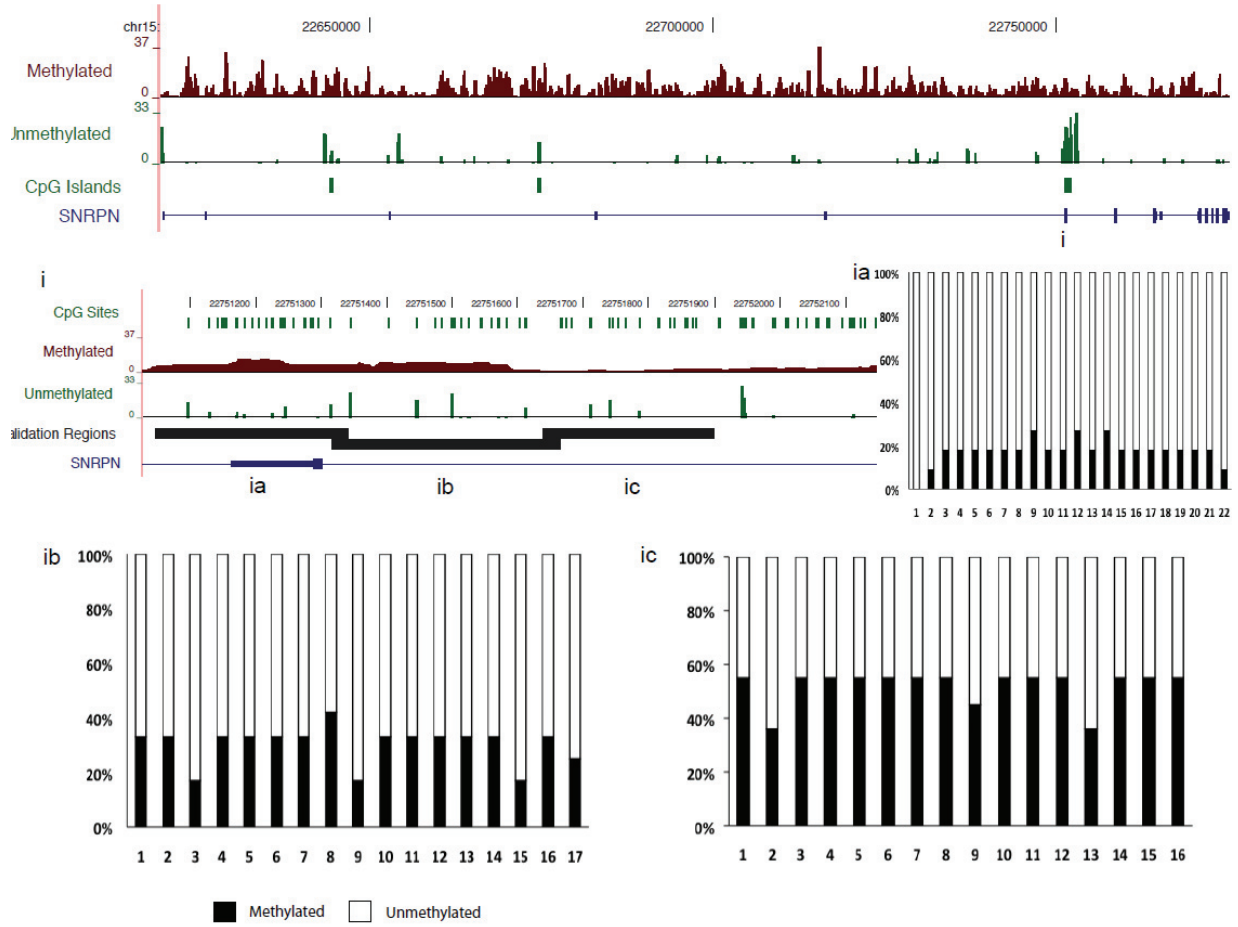 chr15: 22650000 22700000 22750000
37
Methylated
0
33
Jnmethylated
0
CpG Islands
SNRPN
i
i
22751200 22751300 22751400 22751500 22751600 22751700 22751800 22751900 22752000 22752100
CpG Sites
37
Methylated
0
33
Unmethylated
0
alidation Regions
SNRPN
ia ib ic
ia
100%
80%
60%
40%
20%
0%
1 2 3 4 5 6 7 8 9 10 11 12 13 14 15 16 17 18 19 20 21 22
ib
100%
80%
60%
40%
20%
0%
1 2 3 4 5 6 7 8 9 10 11 12 13 14 15 16 17
ic
100%
80%
60%
40%
20%
0%
1 2 3 4 5 6 7 8 9 10 11 12 13 14 15 16
Methylated Unmethylated